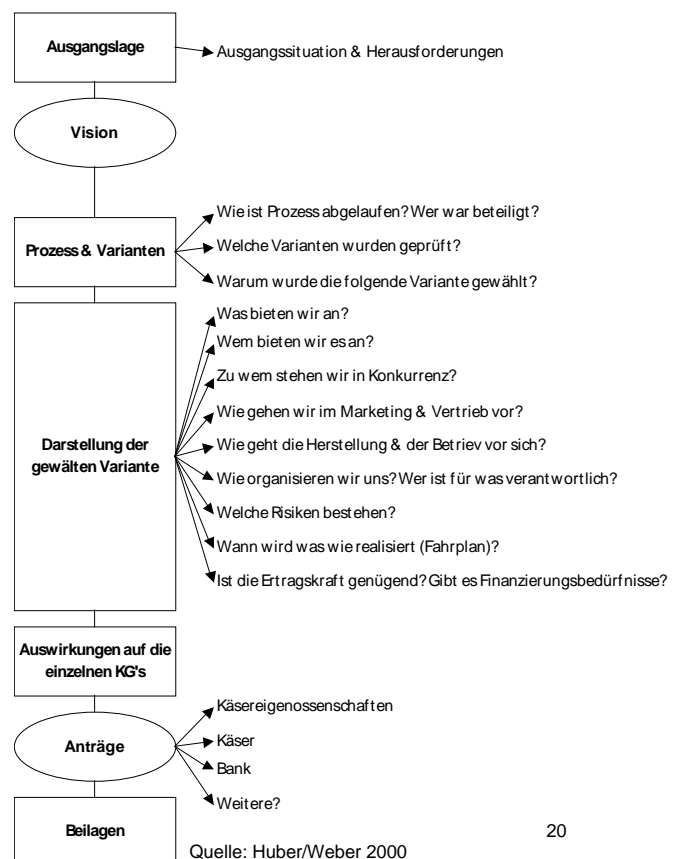 Ausgangslage
Ausgangssituation & Herausforderungen
Vision
Prozess & Varianten
Wie ist Prozess abgelaufen? Wer war beteiligt?
Welche Varianten wurden geprüft?
Warum wurde die folgende Variante gewählt?
Darstellung der
gewälten Variante
Was bieten wir an?
Wem bieten wir es an?
Zu wem stehen wir in Konkurrenz?
Wie gehen wir im Marketing & Vertrieb vor?
Wie geht die Herstellung & der Betriev vor sich?
Wie organisieren wir uns? Wer ist für was verantwortlich?
Welche Risiken bestehen?
Wann wird was wie realisiert (Fahrplan)?
Ist die Ertragskraft genügend? Gibt es Finanzierungsbedürfnisse?
Auswirkungen auf die
einzelnen KG's
Anträge
Käsereigenossenschaften
Käser
Bank
Weitere?
Beilagen
20
Quelle: Huber/Weber 2000